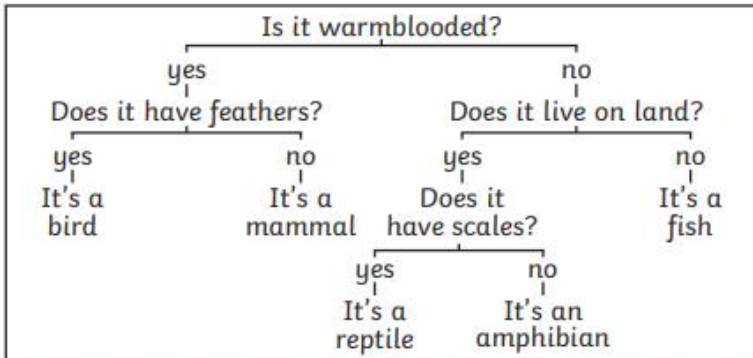 Is it warmblooded?
yes no
Does it have feathers? Does it live on land?
yes no yes no
It's a It's a Does it It's a
bird mammal have scales? fish
yes no
It's a It's an
reptile amphibian